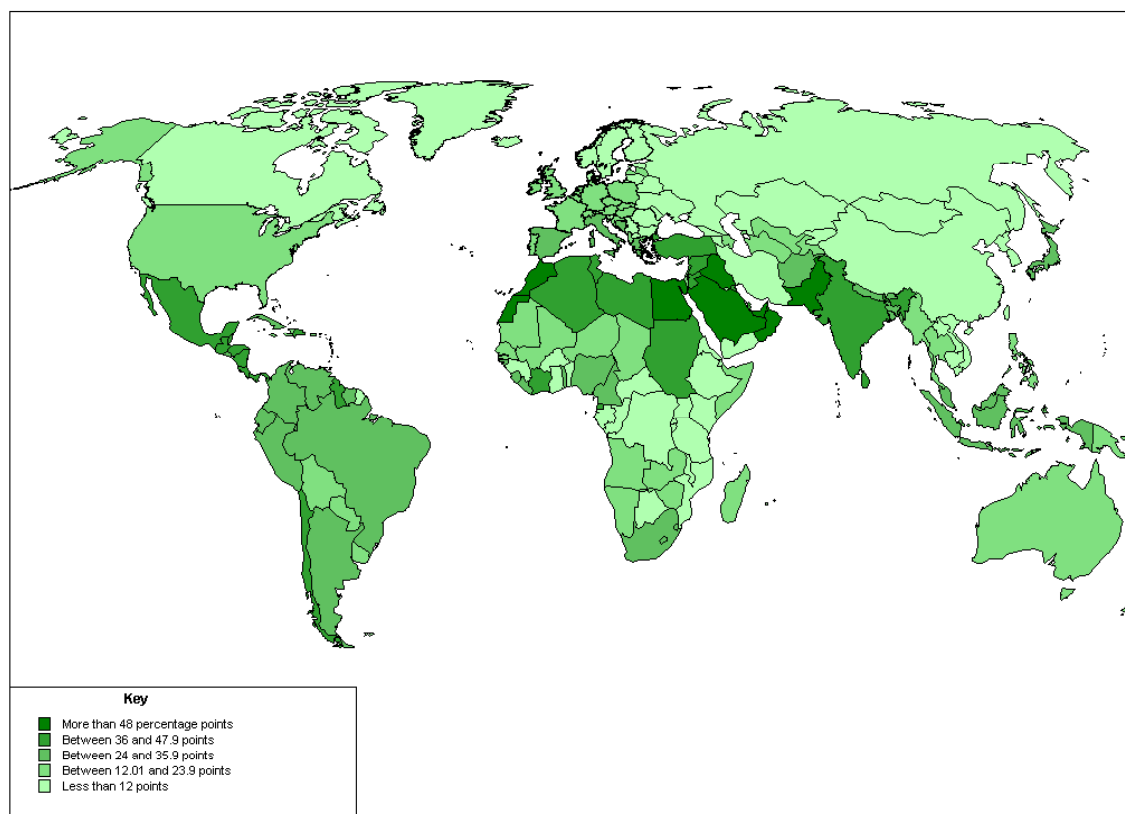 Key
More than 48 percentage points
Between 36 and 47.9 points
Between 24 and 35.9 points
Between 12.01 and 23.9 points
Less than 12 points